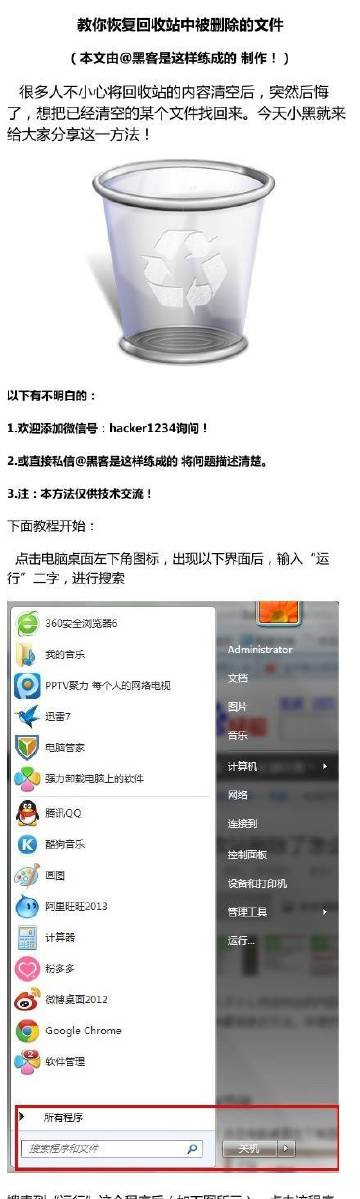 教你恢复回收站中被删除的文件
（本文由@黑客是这样练成的 制作！）
很多人不小心将回收站的内容清空后，突然后悔
了，想把已经清空的某个文件找回来。今天小黑就来
给大家分享这一方法！
以下有不明白的：
1.欢迎添加微信号：hacker1234询问！
2.或直接私信@黑客是这样练成的 将问题描述清楚。
3.注：本方法仅供技术交流！
下面教程开始：
点击电脑桌面左下角图标，出现以下界面后，输入“运
行”二字，进行搜索
360安全浏览器6
我的音乐
PPTV聚力 每个人的网络电视
迅雷7
电脑管家
强力卸载电脑上的软件
腾讯QQ
酷狗音乐
画图
阿里旺旺2013
计算器
粉多多
微博桌面2012
Google Chrome
软件管理
所有程序
搜索程序和文件
Administrator
文档
图片
音乐
计算机
网络
连接到
控制面板
设备和打印机
管理工具
运行...
关机